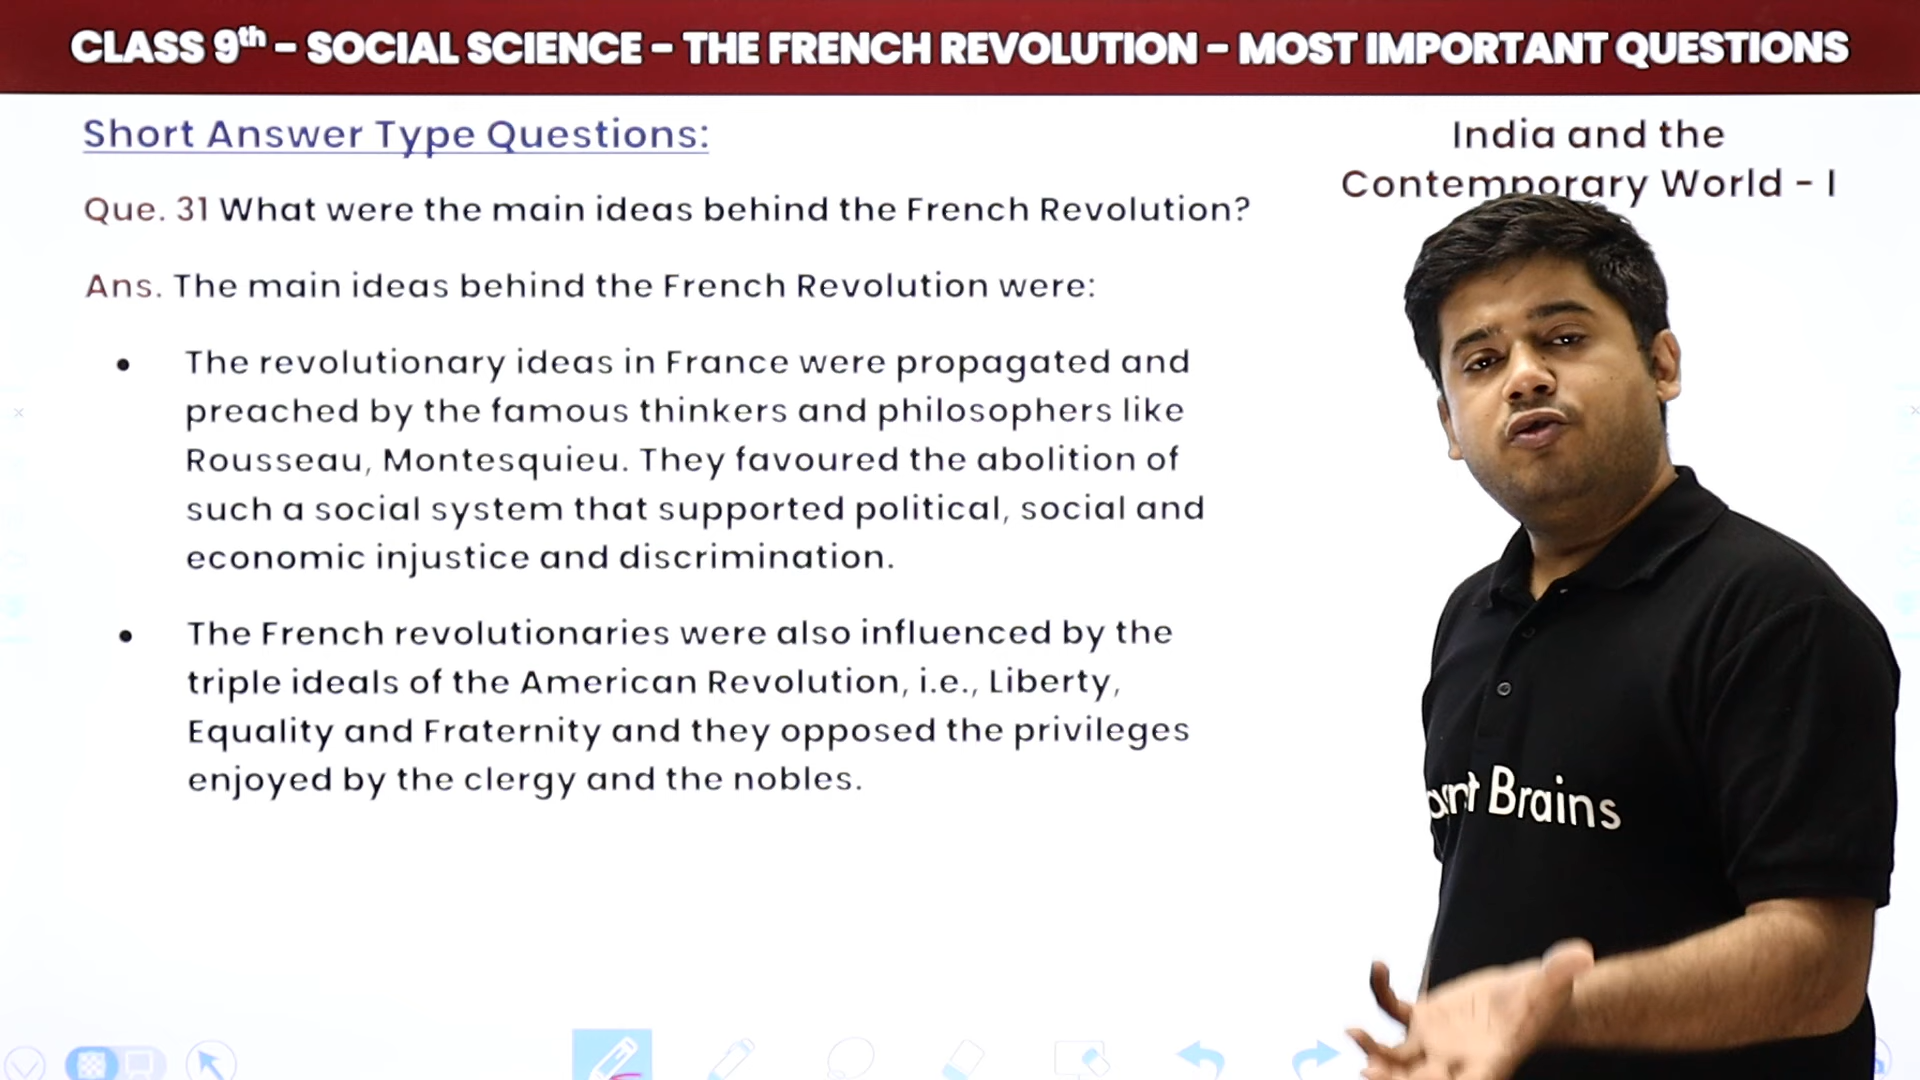 CLASS 9th – SOCIAL SCIENCE – THE FRENCH REVOLUTION – MOST IMPORTANT QUESTIONS
Short Answer Type Questions:
India and the
Contemporary World - I
Que. 31 What were the main ideas behind the French Revolution?
Ans. The main ideas behind the French Revolution were:
• The revolutionary ideas in France were propagated and
preached by the famous thinkers and philosophers like
Rousseau, Montesquieu. They favoured the abolition of
such a social system that supported political, social and
economic injustice and discrimination.
• The French revolutionaries were also influenced by the
triple ideals of the American Revolution, i.e., Liberty,
Equality and Fraternity and they opposed the privileges
enjoyed by the clergy and the nobles.
Brains